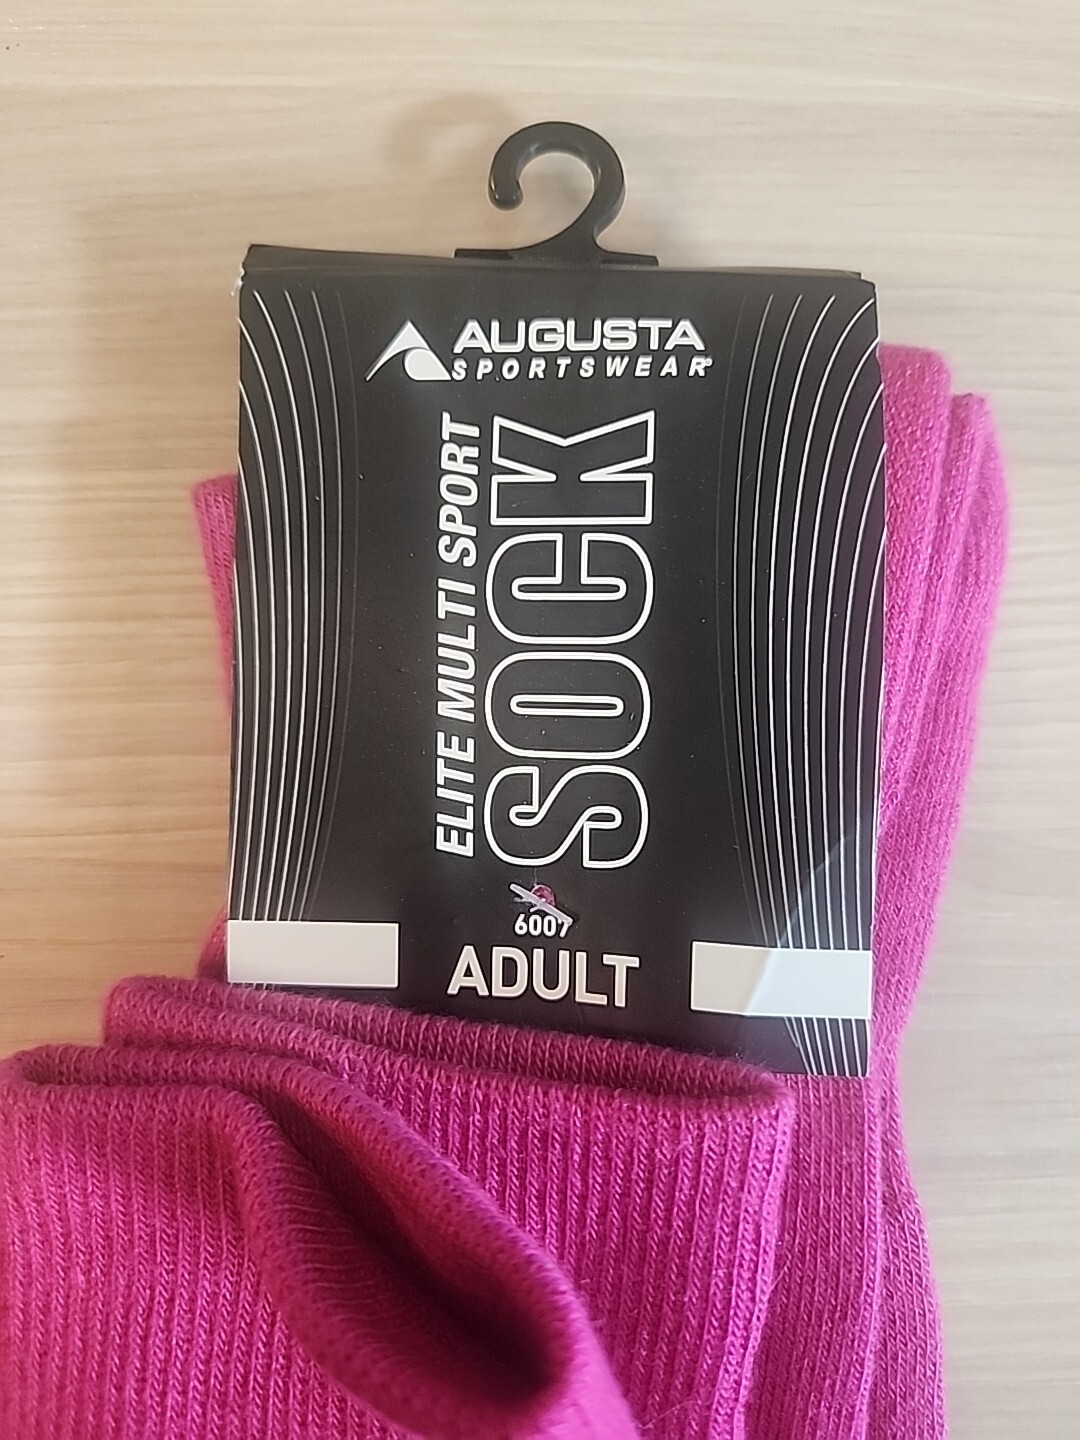 AUGUSTA
SPORTSWEAR®
ELITE MULTI SPORT
SOCK
6007
ADULT